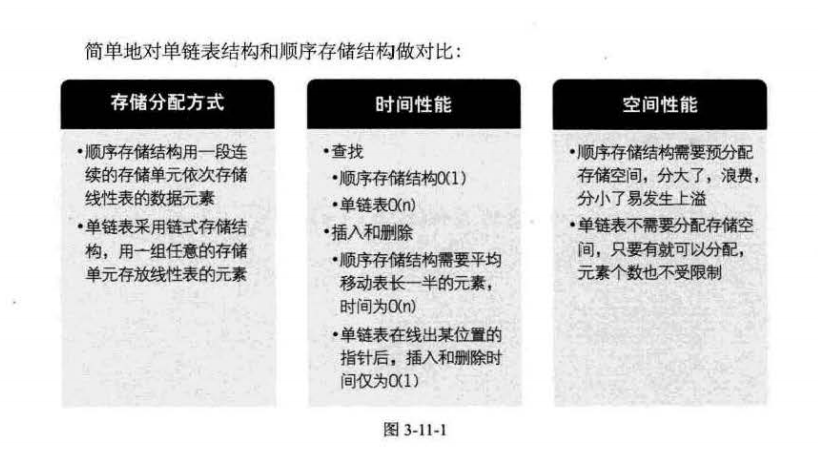 简单地对单链表结构和顺序存储结构做对比：
存储分配方式
•顺序存储结构用一段连
续的存储单元依次存储
线性表的数据元素
•单链表采用链式存储结
构，用一组任意的存储
单元存放线性表的元素
时间性能
•查找
•顺序存储结构O(1)
•单链表O(n)
•插入和删除
•顺序存储结构需要平均
移动表长一半的元素，
时间为O(n)
•单链表在线出某位置的
指针后，插入和删除时
间仅为O(1)
空间性能
•顺序存储结构需要预分配
存储空间，分大了，浪费，
分小了易发生上溢
•单链表不需要分配存储空
间，只要有就可以分配，
元素个数也不受限制
图 3-11-1